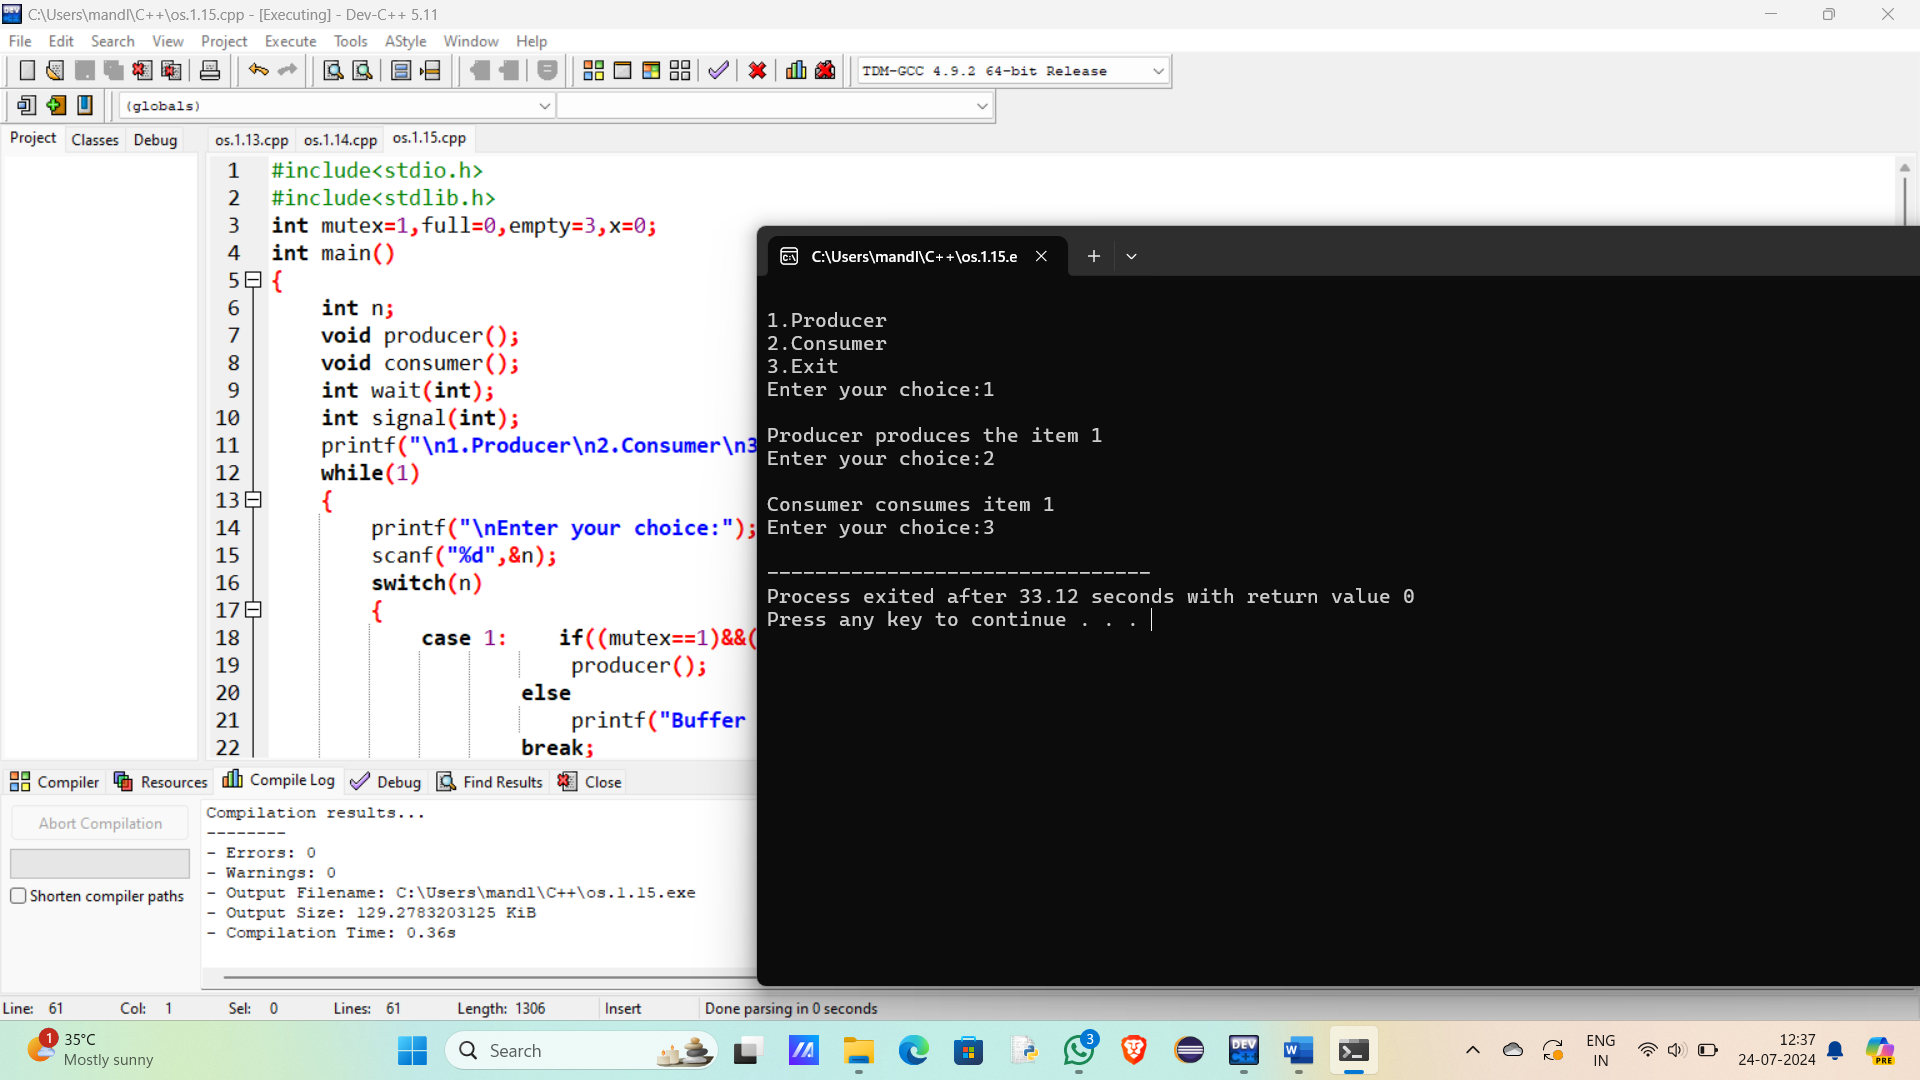 C:\Users\mandl\C++\os.1.15.cpp - [Executing] - Dev-C++ 5.11
File Edit Search View Project Execute Tools AStyle Window Help
TDM-GCC 4.9.2 64-bit Release
(globals)
Project Classes Debug
os.1.13.cpp os.1.14.cpp os.1.15.cpp
1 #include<stdio.h>
2 #include<stdlib.h>
3 int mutex=1,full=0,empty=3,x=0;
4 int main()
5 {
6 int n;
7 void producer();
8 void consumer();
9 int wait(int);
10 int signal(int);
11 printf("\n1.Producer\n2.Consumer\n3
12 while(1)
13 {
14 printf("\nEnter your choice:");
15 scanf("%d",&n);
16 switch(n)
17 {
18 case 1: if((mutex==1)&&(
19 producer();
20 else
21 printf("Buffer
22 break;
C:\Users\mandl\C++\os.1.15.e
1.Producer
2.Consumer
3.Exit
Enter your choice:1
Producer produces the item 1
Enter your choice:2
Consumer consumes item 1
Enter your choice:3
--------------------------------
Process exited after 33.12 seconds with return value 0
Press any key to continue . . .
Compiler Resources Compile Log Debug Find Results Close
Abort Compilation
Shorten compiler paths
Compilation results...
--------
- Errors: 0
- Warnings: 0
- Output Filename: C:\Users\mandl\C++\os.1.15.exe
- Output Size: 129.2783203125 KiB
- Compilation Time: 0.36s
Line: 61 Col: 1 Sel: 0 Lines: 61 Length: 1306 Insert Done parsing in 0 seconds
1
35°C
Mostly sunny
Search
3
DEV
W
PRE
ENG
IN
12:37
24-07-2024